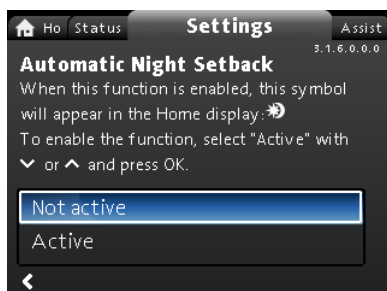 Ho Status Settings Assist
3.1.6.0.0.0
Automatic Night Setback
When this function is enabled, this symbol
will appear in the Home display:
To enable the function, select "Active" with
or and press OK.
Not active
Active